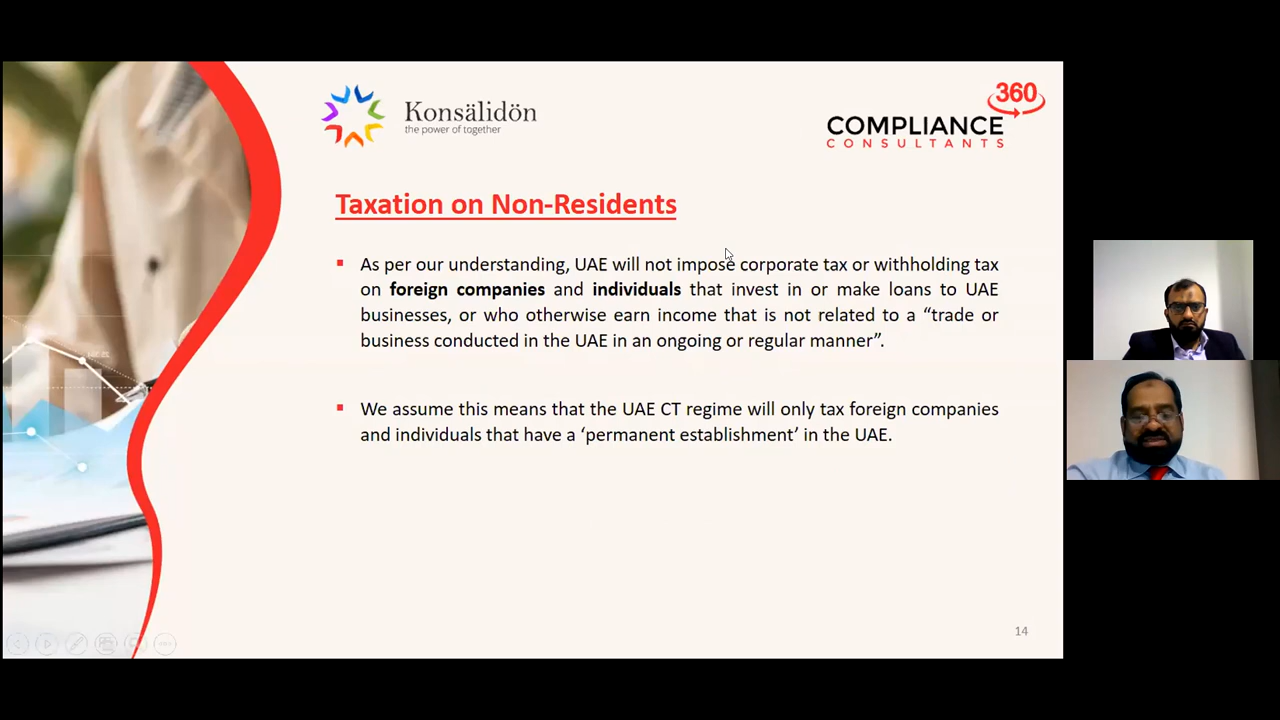 Konsälidön
the power of together
360
COMPLIANCE
CONSULTANTS
Taxation on Non-Residents
▪ As per our understanding, UAE will not impose corporate tax or withholding tax
on foreign companies and individuals that invest in or make loans to UAE
businesses, or who otherwise earn income that is not related to a “trade or
business conducted in the UAE in an ongoing or regular manner”.
▪ We assume this means that the UAE CT regime will only tax foreign companies
and individuals that have a ‘permanent establishment’ in the UAE.
14